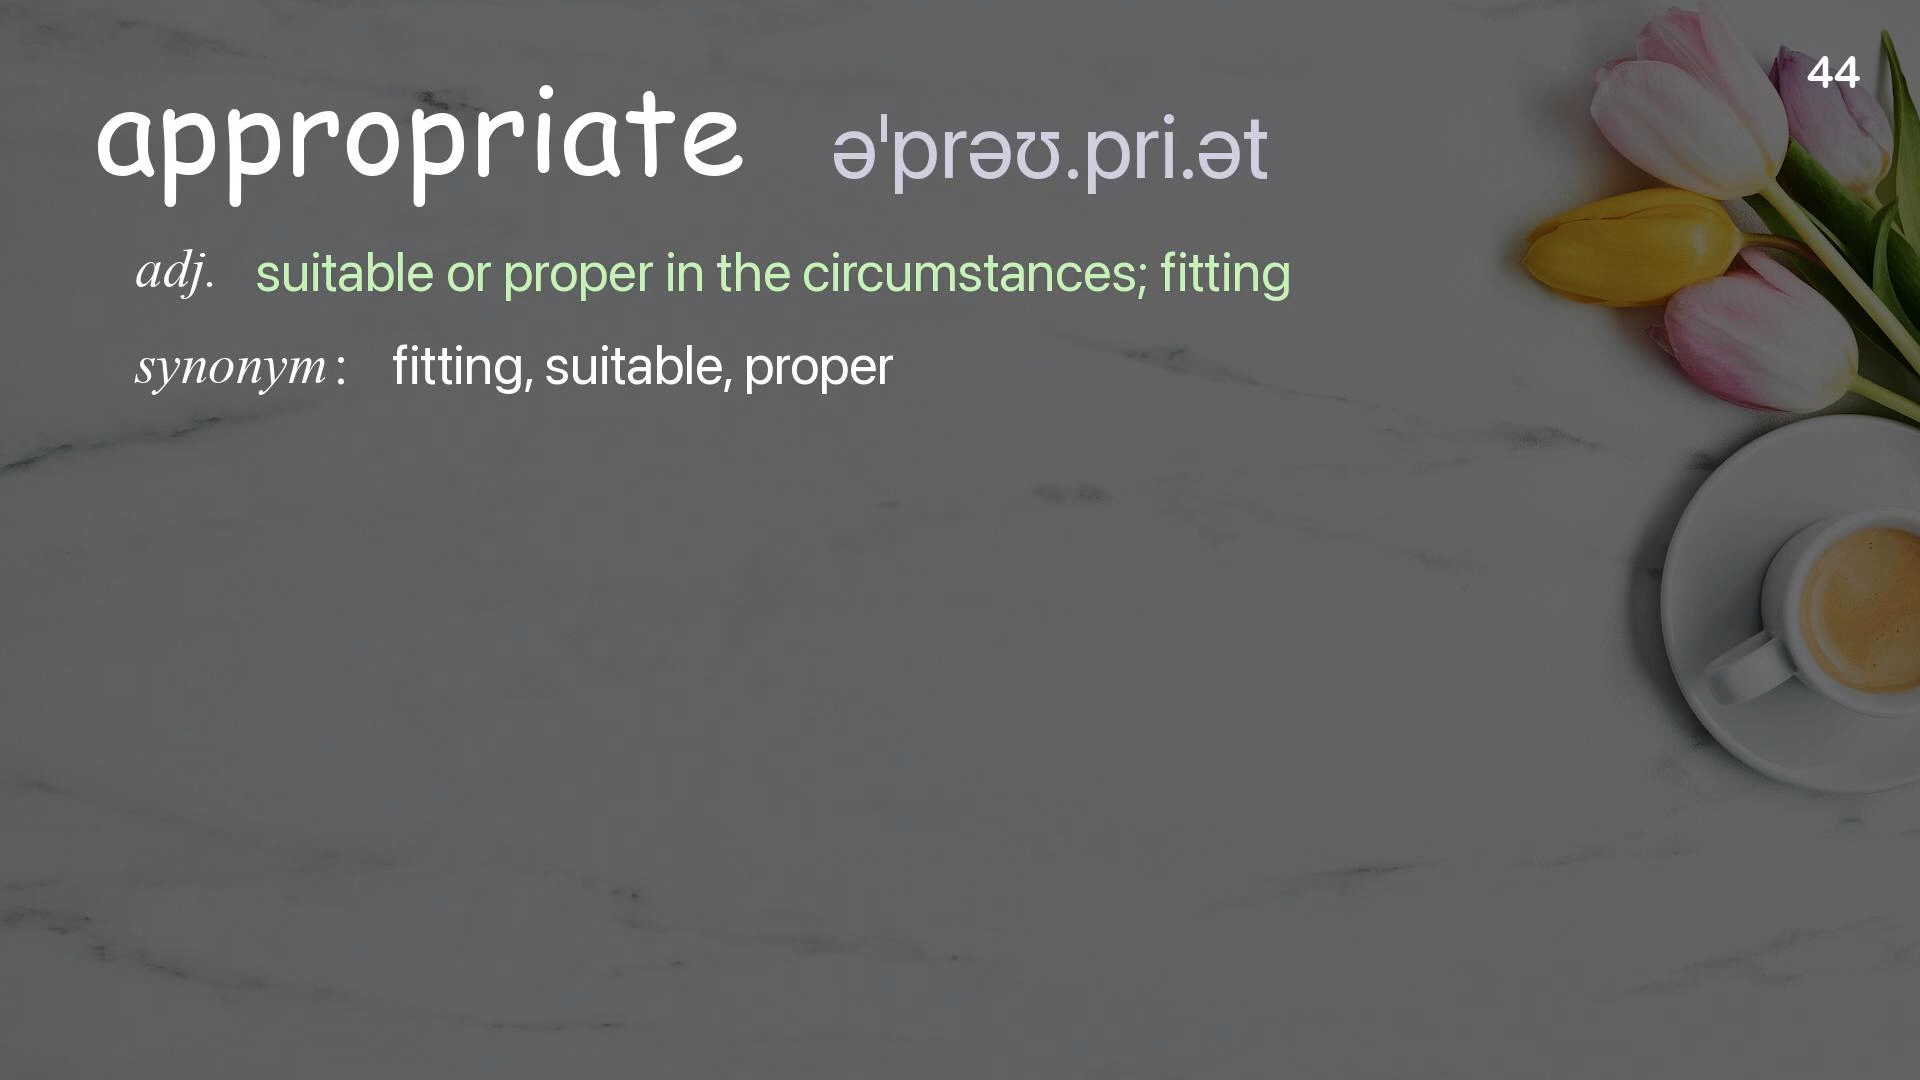 44
appropriate əˈprəʊ.pri.ət
adj. suitable or proper in the circumstances; fitting
synonym: fitting, suitable, proper